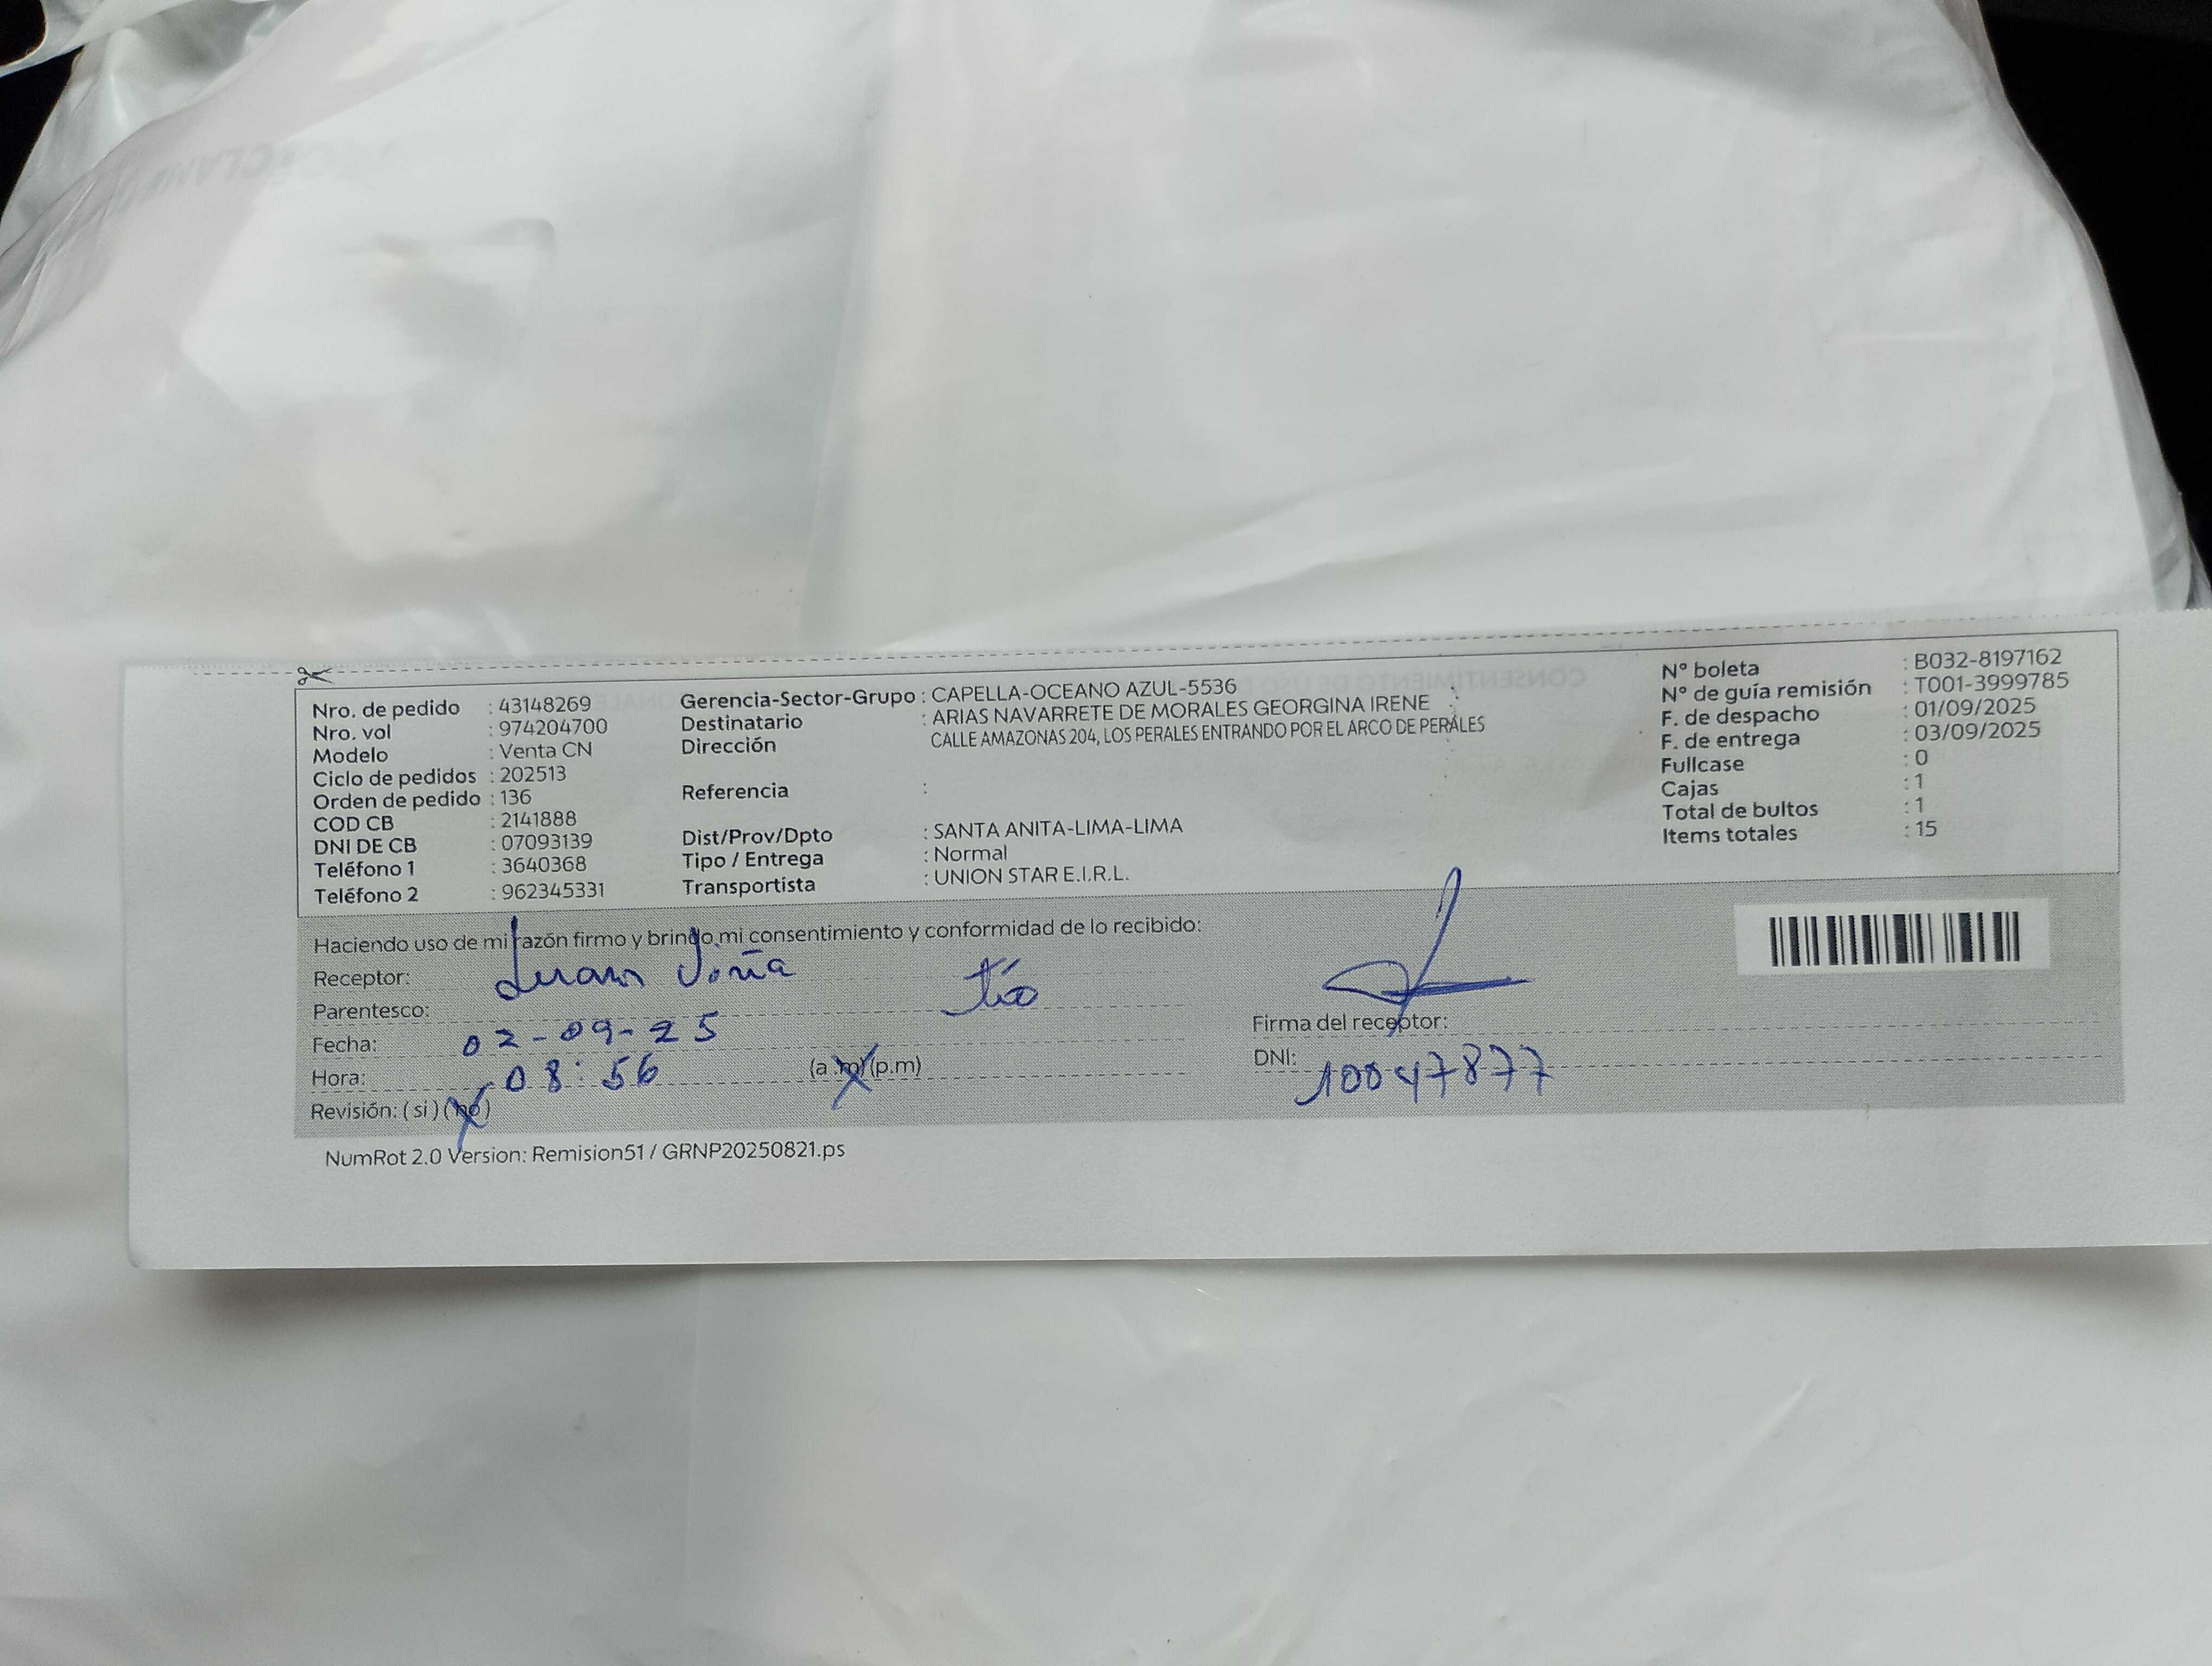 Nro. de pedido : 43148269
Nro. vol : 974204700
Modelo : Venta CN
Ciclo de pedidos : 202513
Orden de pedido : 136
COD CB : 2141888
DNI DE CB : 07093139
Teléfono 1 : 3640368
Teléfono 2 : 962345331
Gerencia-Sector-Grupo : CAPELLA-OCEANO AZUL-5536
Destinatario : ARIAS NAVARRETE DE MORALES GEORGINA IRENE
Dirección CALLE AMAZONAS 204, LOS PERALES ENTRANDO POR EL ARCO DE PERALES
Referencia :
Dist/Prov/Dpto : SANTA ANITA-LIMA-LIMA
Tipo / Entrega : Normal
Transportista : UNION STAR E.I.R.L.
N° boleta : B032-8197162
N° de guía remisión : T001-3999785
F. de despacho : 01/09/2025
F. de entrega : 03/09/2025
Fullcase : 0
Cajas : 1
Total de bultos : 1
Items totales : 15
Haciendo uso de mi razón firmo y brindo mi consentimiento y conformidad de lo recibido:
Receptor: Juan
Parentesco: tío
Fecha: 02-09-25
Hora: 08:56 (a.m) (p.m)
Revisión: ( si ) ( no )
Firma del receptor:
DNI: 10047877
NumRot 2.0 Version: Remision51 / GRNP20250821.ps